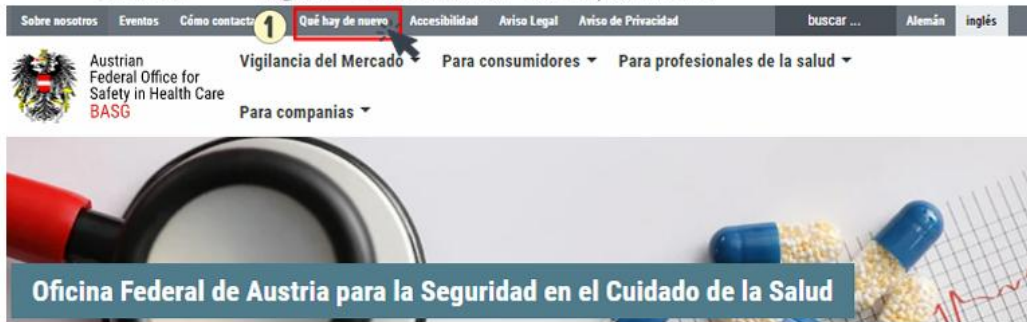 Sobre nosotros Eventos Cómo contacta 1 Qué hay de nuevo Accesibilidad Aviso Legal Aviso de Privacidad buscar ... Alemán inglés
Austrian
Federal Office for
Safety in Health Care
BASG
Vigilancia del Mercado Para consumidores Para profesionales de la salud
Para companias
Oficina Federal de Austria para la Seguridad en el Cuidado de la Salud